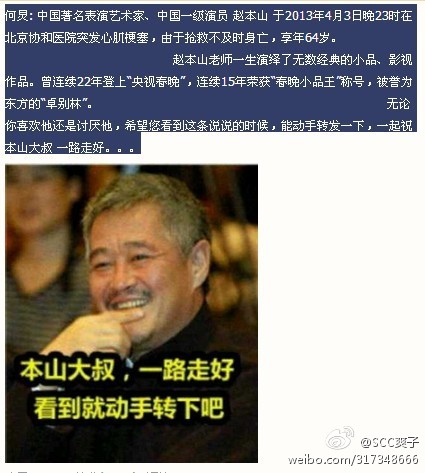 何炅: 中国著名表演艺术家、中国一级演员 赵本山 于2013年4月3日晚23时在
北京协和医院突发心肌梗塞，由于抢救不及时身亡，享年64岁。
赵本山老师一生演绎了无数经典的小品、影视
作品。曾连续22年登上“央视春晚”，连续15年荣获“春晚小品王”称号，被誉为
东方的“卓别林”。 无论
你喜欢他还是讨厌他，希望您看到这条说说的时候，能动手转发一下，一起祝
本山大叔 一路走好。。。
本山大叔，一路走好
看到就动手转下吧
@SCC爽子
weibo.com/317348666